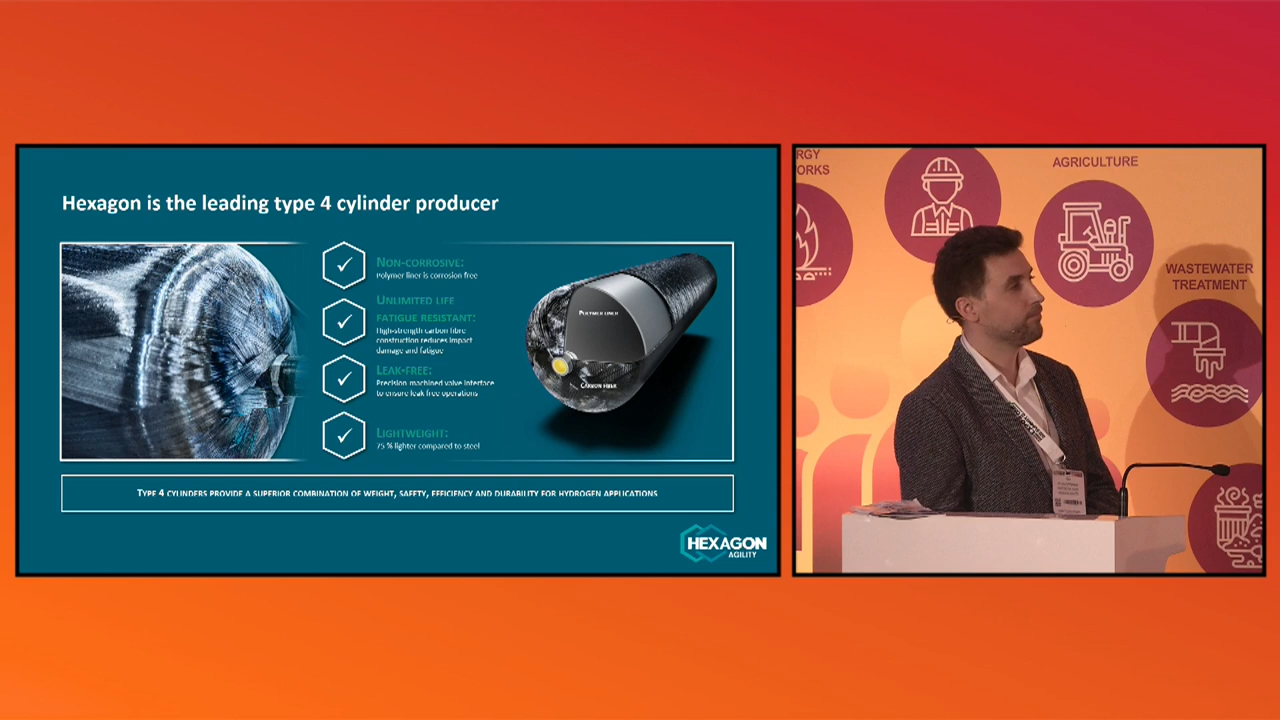 Hexagon is the leading type 4 cylinder producer
NON-CORROSIVE:
Polymer liner is corrosion free
UNLIMITED LIFE
FATIGUE RESISTANT:
High-strength carbon fibre
construction reduces impact
damage and fatigue
LEAK-FREE:
Precision machined valve interface
to ensure leak free operations
LIGHTWEIGHT:
75 % lighter compared to steel
POLYMER LINER
CARBON FIBER
TYPE 4 CYLINDERS PROVIDE A SUPERIOR COMBINATION OF WEIGHT, SAFETY, EFFICIENCY AND DURABILITY FOR HYDROGEN APPLICATIONS
HEXAGON
AGILITY
RGY
ORKS
AGRICULTURE
WASTEWATER
TREATMENT